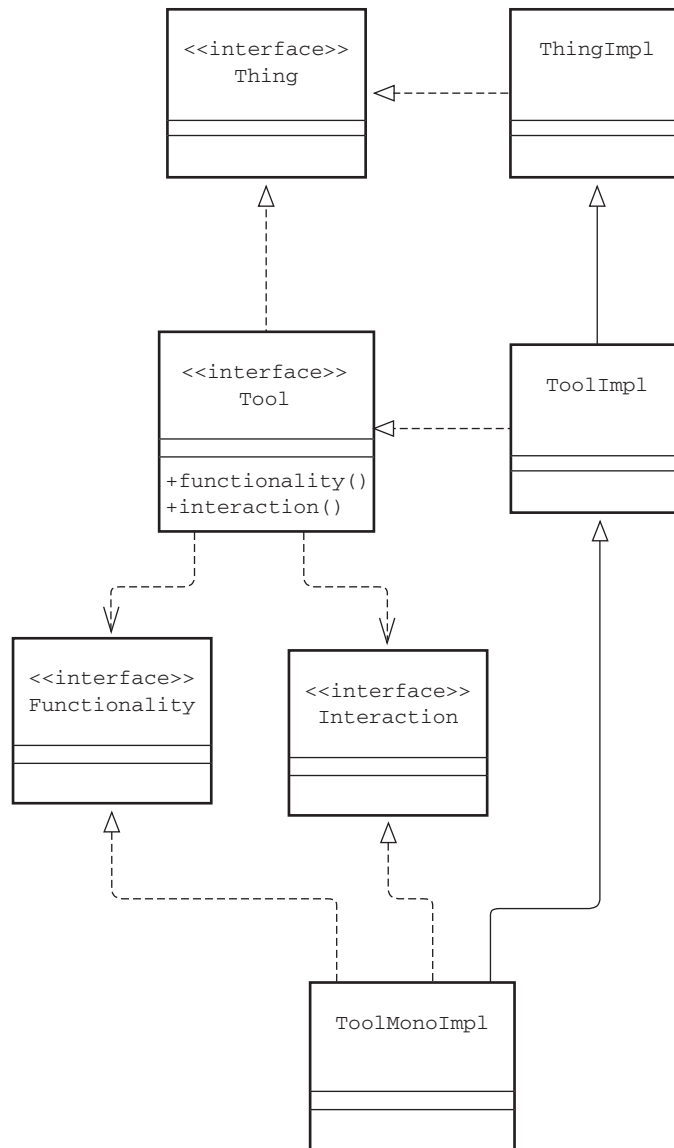 <<interface>>
Thing
ThingImpl
<<interface>>
Tool
+functionality()
+interaction()
ToolImpl
<<interface>>
Functionality
<<interface>>
Interaction
ToolMonoImpl